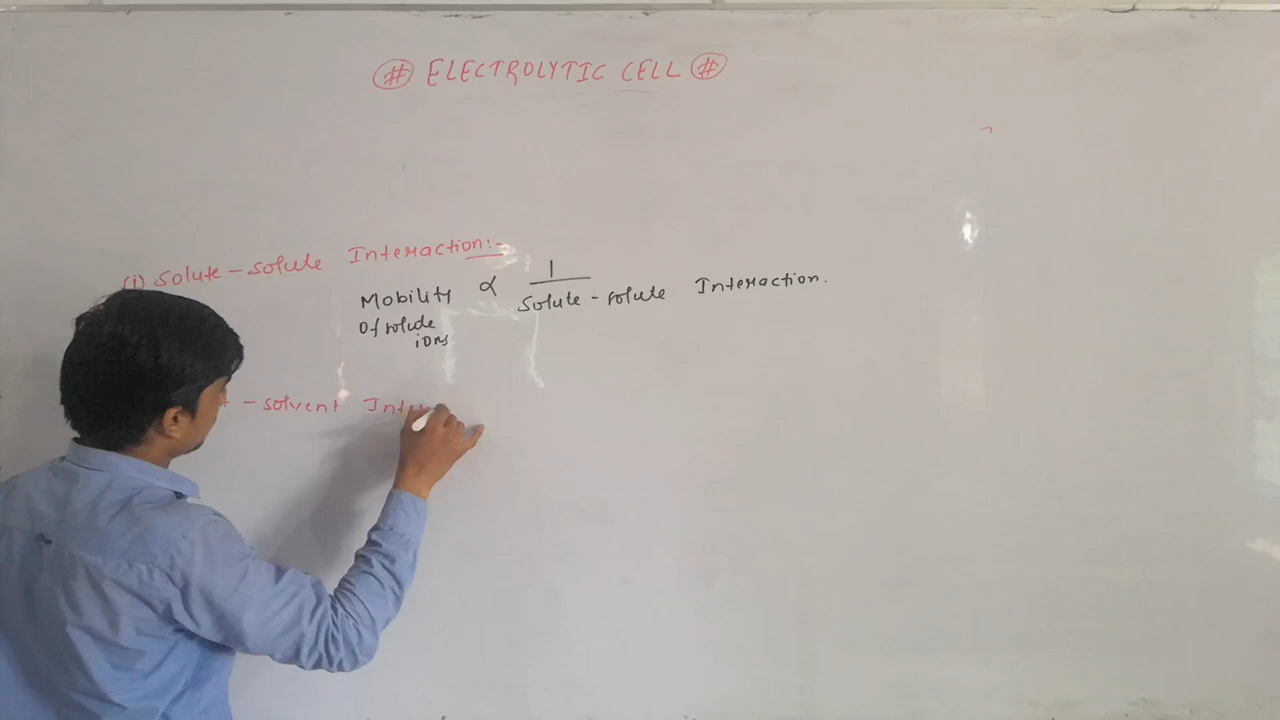 # ELECTROLYTIC CELL #
(i) Solute - Solute Interaction:-
Mobility Of solute ions ∝ 1 / Solute - solute Interaction.
- solvent